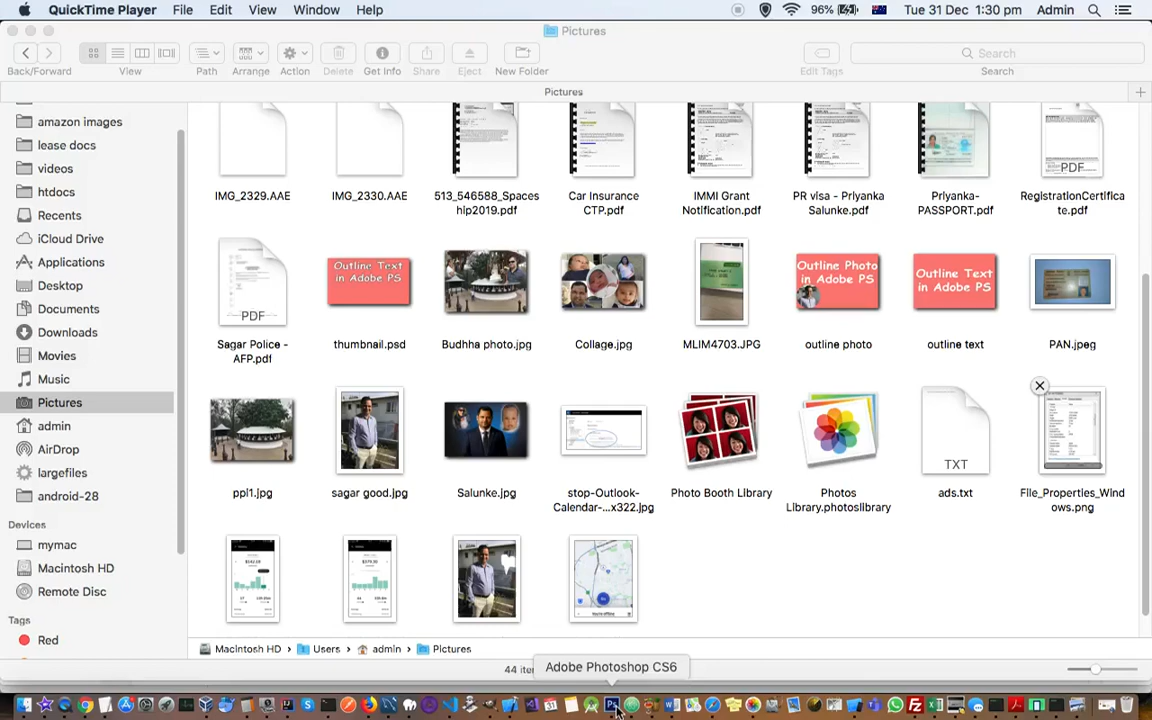 QuickTime Player File Edit View Window Help 96% Tue 31 Dec 1:30 pm Admin
Pictures
Back/Forward View Path Arrange Action Delete Get Info Share Eject New Folder Edit Tags Search
Search
Pictures
amazon images
lease docs
videos
htdocs
Recents
iCloud Drive
Applications
Desktop
Documents
Downloads
Movies
Music
Pictures
admin
AirDrop
largefiles
android-28
Devices
mymac
Macintosh HD
Remote Disc
Tags
Red
IMG_2329.AAE
IMG_2330.AAE
513_546588_Spaces
hip2019.pdf
Car Insurance
CTP.pdf
IMMI Grant
Notification.pdf
PR visa - Priyanka
Salunke.pdf
Priyanka-
PASSPORT.pdf
PDF
RegistrationCertifica
te.pdf
PDF
Sagar Police -
AFP.pdf
Outline Text
in Adobe PS
thumbnail.psd
Budhha photo.jpg
Collage.jpg
MLIM4703.JPG
Outline Photo
in Adobe PS
outline photo
Outline Text
in Adobe PS
outline text
PAN.jpeg
ppl1.jpg
sagar good.jpg
Salunke.jpg
stop-Outlook-
Calendar-...x322.jpg
Photo Booth Library
Photos
Library.photoslibrary
TXT
ads.txt
File_Properties_Wind
ows.png
Macintosh HD › Users › admin › Pictures
44 ite
Adobe Photoshop CS6
Ps